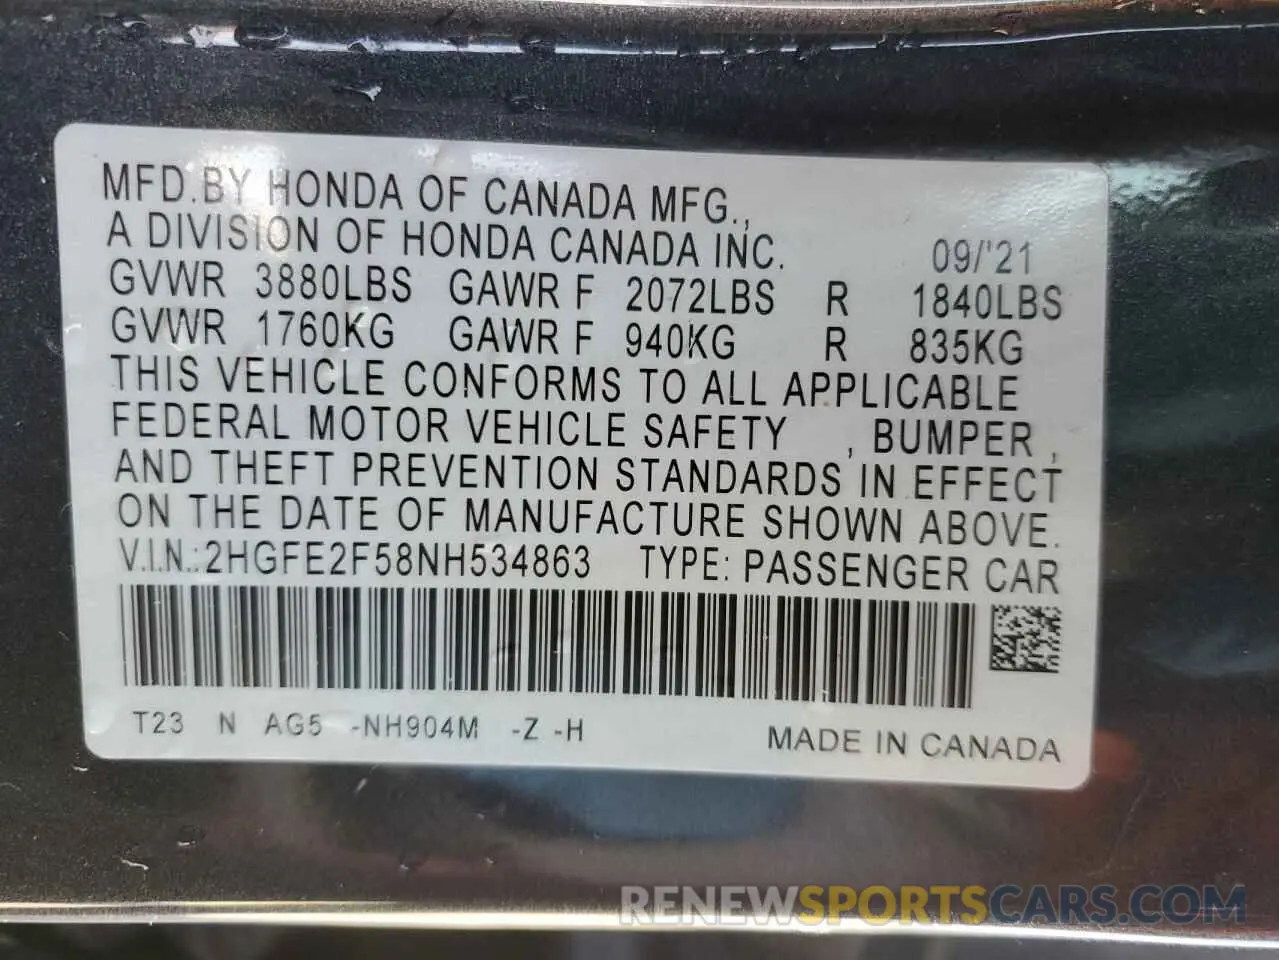 MFD.BY HONDA OF CANADA MFG.,
A DIVISION OF HONDA CANADA INC. 09/'21
GVWR 3880LBS GAWR F 2072LBS R 1840LBS
GVWR 1760KG GAWR F 940KG R 835KG
THIS VEHICLE CONFORMS TO ALL APPLICABLE
FEDERAL MOTOR VEHICLE SAFETY , BUMPER ,
AND THEFT PREVENTION STANDARDS IN EFFECT
ON THE DATE OF MANUFACTURE SHOWN ABOVE.
V.I.N.:2HGFE2F58NH534863 TYPE: PASSENGER CAR
T23 N AG5 -NH904M -Z -H MADE IN CANADA
RENEWSPORTSCARS.COM